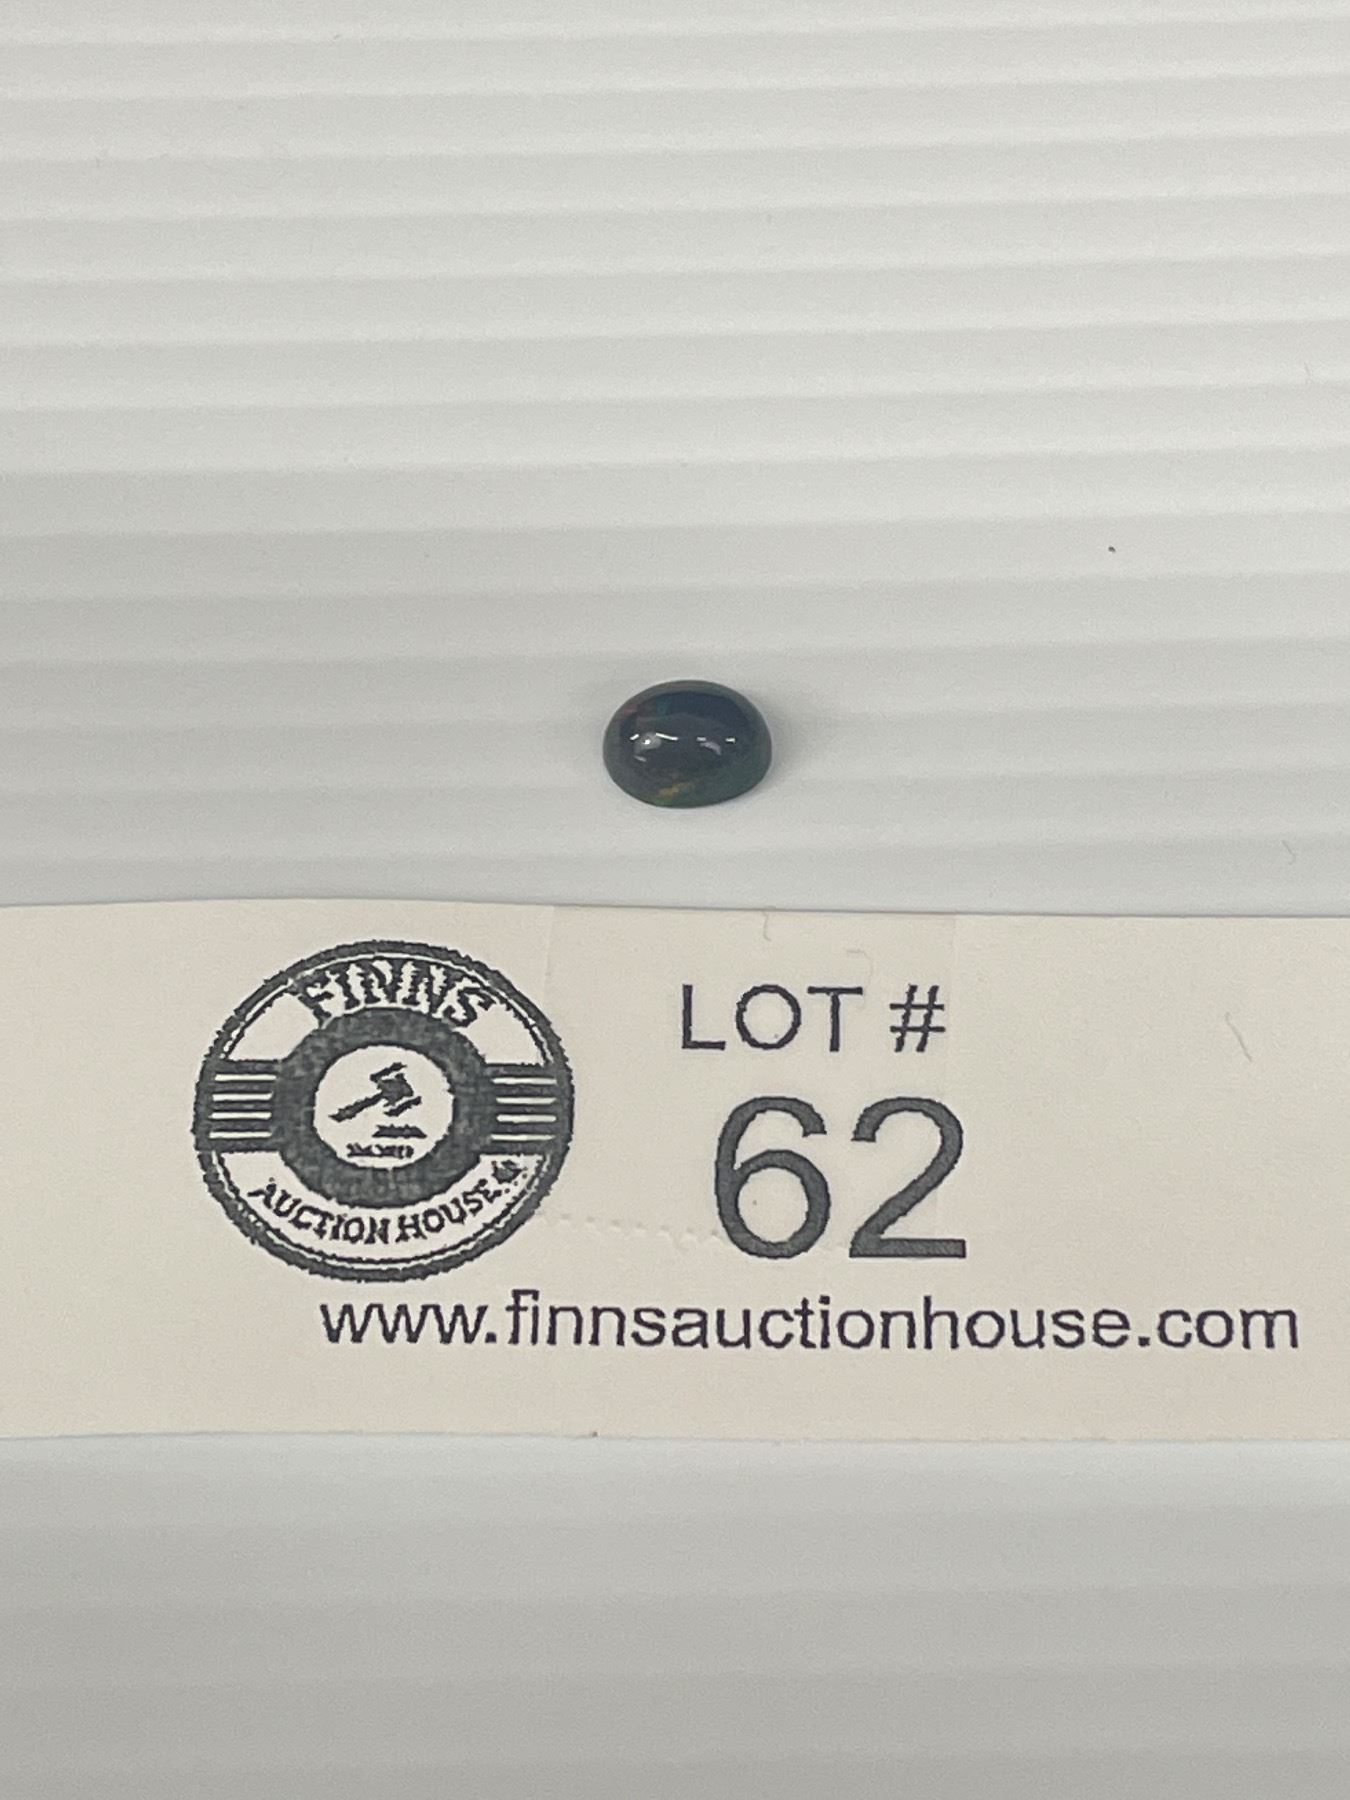 FINNS
AUCTION HOUSE
LOT #
62
www.finnsauctionhouse.com